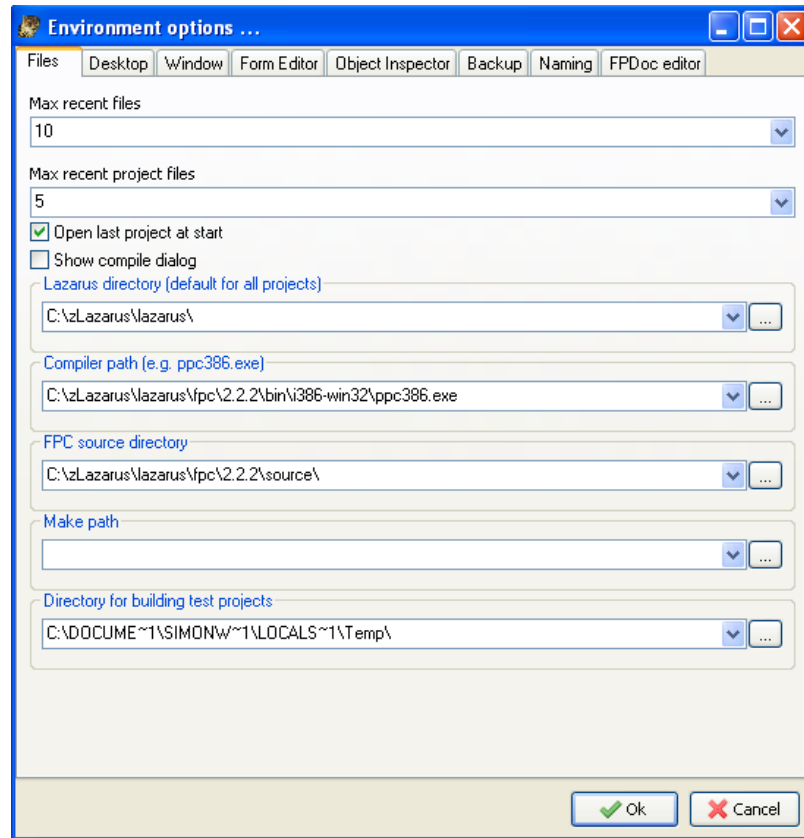 Environment options ...
Files Desktop Window Form Editor Object Inspector Backup Naming FPDoc editor
Max recent files
10
Max recent project files
5
Open last project at start
Show compile dialog
Lazarus directory (default for all projects)
C:\zLazarus\lazarus\ ...
Compiler path (e.g. ppc386.exe)
C:\zLazarus\lazarus\fpc\2.2.2\bin\i386-win32\ppc386.exe ...
FPC source directory
C:\zLazarus\lazarus\fpc\2.2.2\source\ ...
Make path
...
Directory for building test projects
C:\DOCUME~1\SIMONW~1\LOCALS~1\Temp\ ...
Ok Cancel